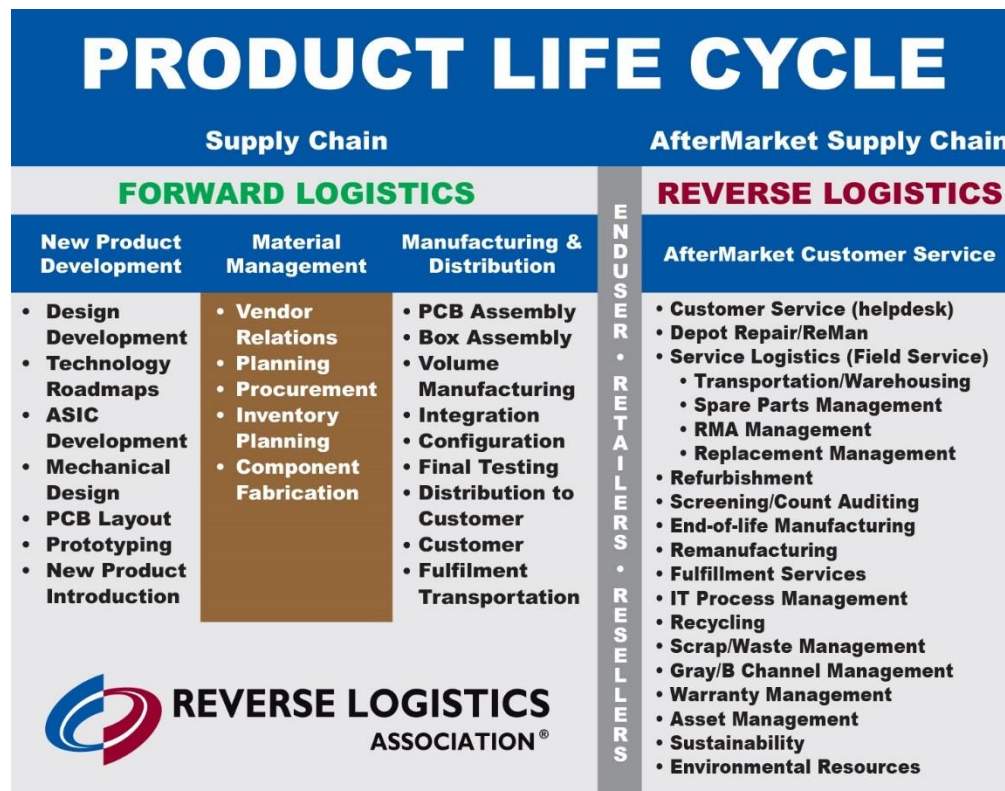 PRODUCT LIFE CYCLE
Supply Chain
AfterMarket Supply Chain
FORWARD LOGISTICS
REVERSE LOGISTICS
New Product
Development
• Design
Development
• Technology
Roadmaps
• ASIC
Development
• Mechanical
Design
• PCB Layout
• Prototyping
• New Product
Introduction
Material
Management
• Vendor
Relations
• Planning
• Procurement
• Inventory
Planning
• Component
Fabrication
Manufacturing &
Distribution
• PCB Assembly
• Box Assembly
• Volume
Manufacturing
• Integration
• Configuration
• Final Testing
• Distribution to
Customer
• Customer
• Fulfilment
Transportation
ENDUSER • RETAILERS • RESELLERS
AfterMarket Customer Service
• Customer Service (helpdesk)
• Depot Repair/ReMan
• Service Logistics (Field Service)
• Transportation/Warehousing
• Spare Parts Management
• RMA Management
• Replacement Management
• Refurbishment
• Screening/Count Auditing
• End-of-life Manufacturing
• Remanufacturing
• Fulfillment Services
• IT Process Management
• Recycling
• Scrap/Waste Management
• Gray/B Channel Management
• Warranty Management
• Asset Management
• Sustainability
• Environmental Resources
REVERSE LOGISTICS
ASSOCIATION®